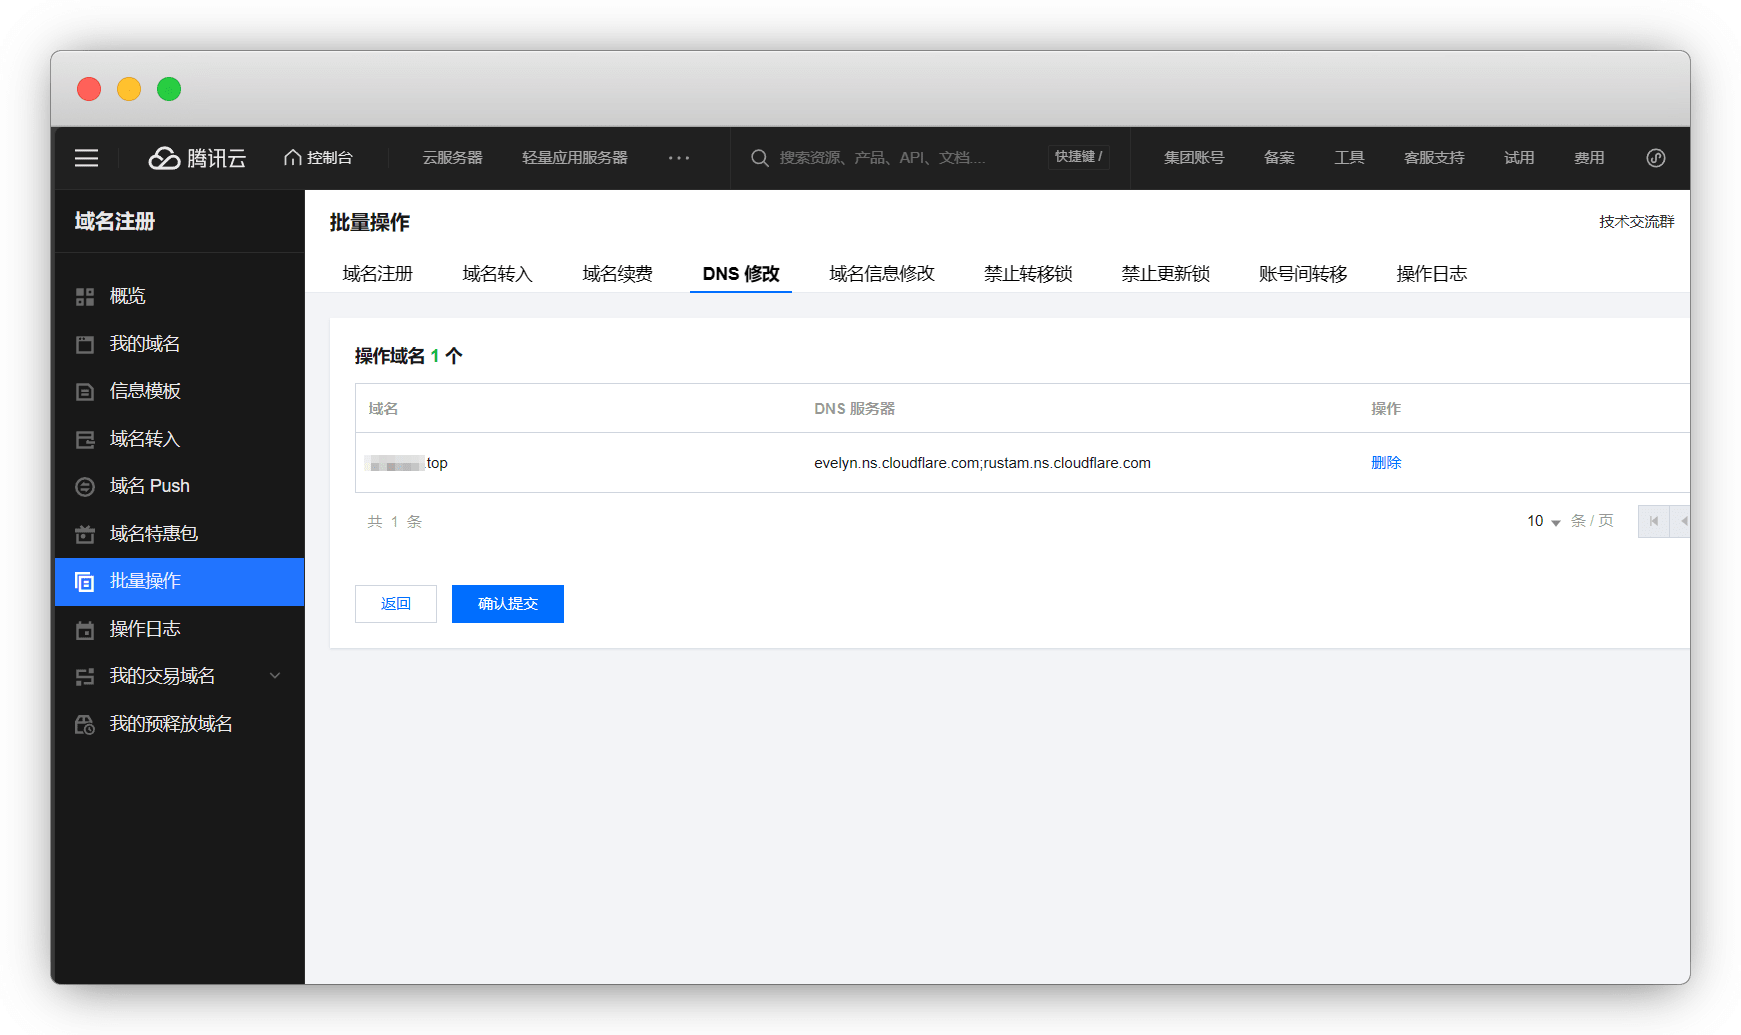 腾讯云
控制台
云服务器
轻量应用服务器
搜索资源、产品、API、文档....
快捷键 /
集团账号
备案
工具
客服支持
试用
费用
域名注册
概览
我的域名
信息模板
域名转入
域名 Push
域名特惠包
批量操作
操作日志
我的交易域名
我的预释放域名
批量操作
技术交流群
域名注册 域名转入 域名续费 DNS 修改 域名信息修改 禁止转移锁 禁止更新锁 账号间转移 操作日志
操作域名 1 个
域名 DNS 服务器 操作
.top evelyn.ns.cloudflare.com;rustam.ns.cloudflare.com 删除
共 1 条
10 条 / 页
返回 确认提交